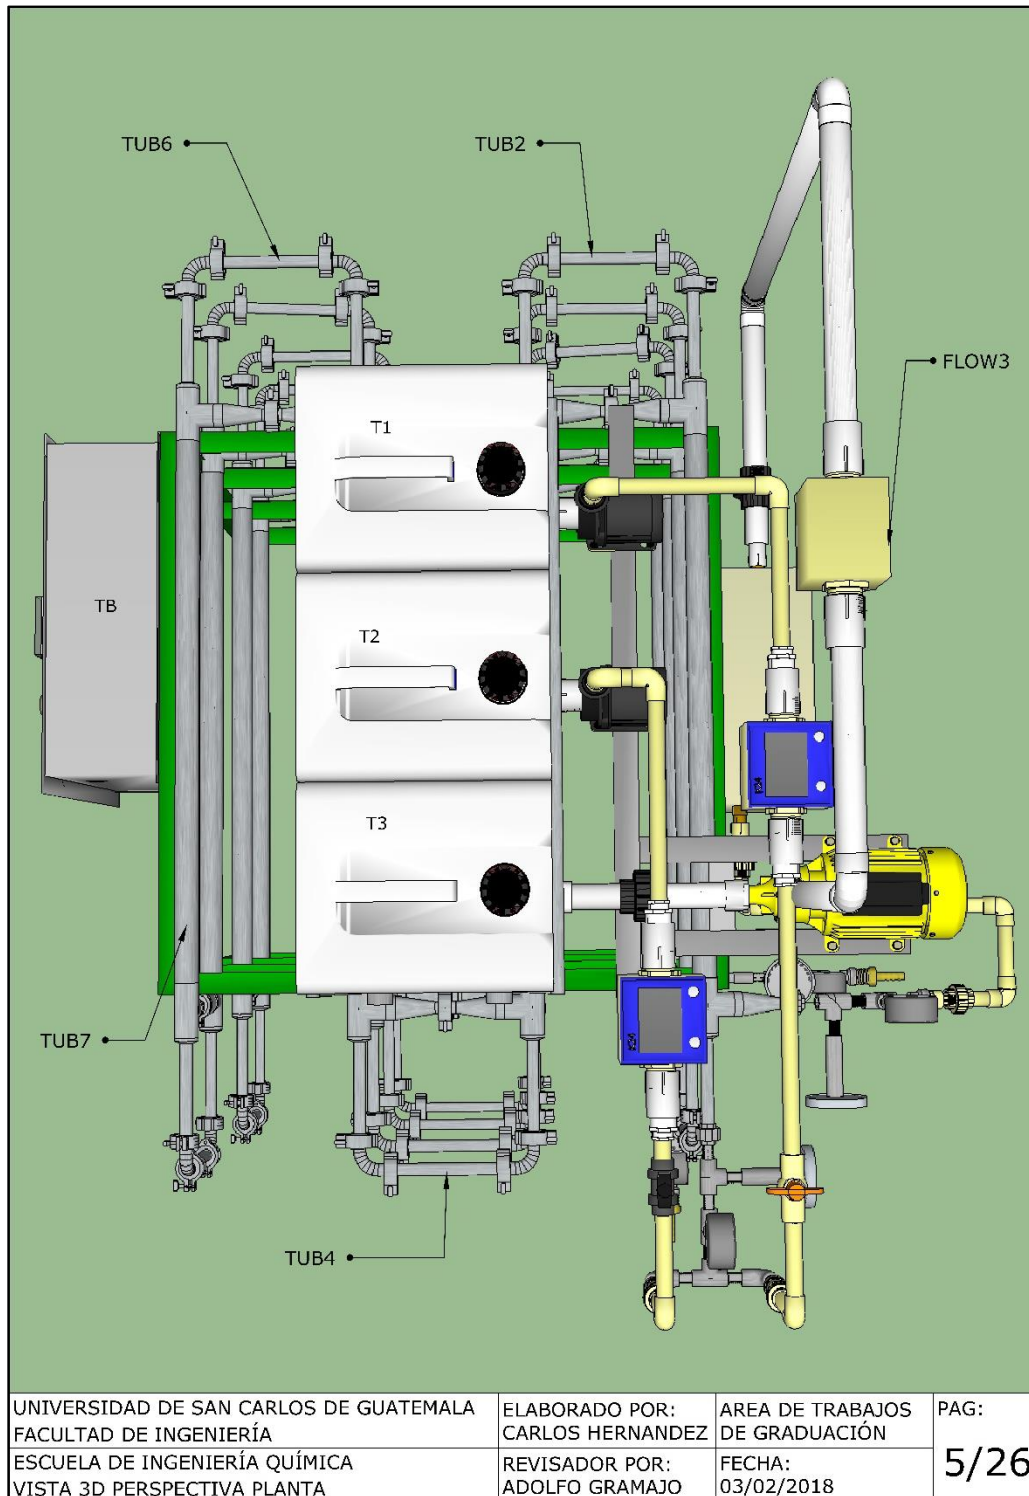 TUB6
TUB2
FLOW3
T1
TB
T2
T3
TUB7
TUB4
UNIVERSIDAD DE SAN CARLOS DE GUATEMALA
FACULTAD DE INGENIERÍA
ELABORADO POR:
CARLOS HERNANDEZ
AREA DE TRABAJOS
DE GRADUACIÓN
PAG:
5/26
ESCUELA DE INGENIERÍA QUÍMICA
VISTA 3D PERSPECTIVA PLANTA
REVISADOR POR:
ADOLFO GRAMAJO
FECHA:
03/02/2018